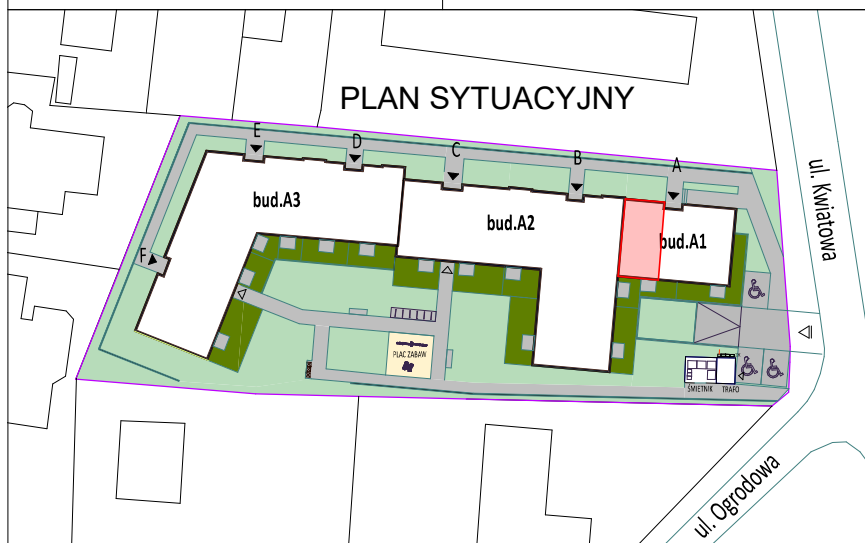 PLAN SYTUACYJNY
E
D
C
B
A
ul. Kwiatowa
bud.A3
bud.A2
bud.A1
F
PLAC ZABAW
ŚMIETNIK TRAFO
ul. Ogrodowa